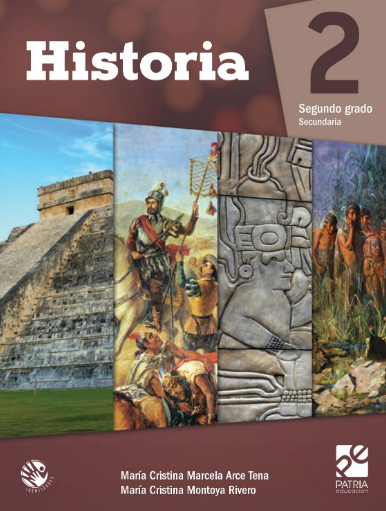 Historia
2
Segundo grado
Secundaria
María Cristina Marcela Arce Tena
María Cristina Montoya Rivero
PATRIA
educación